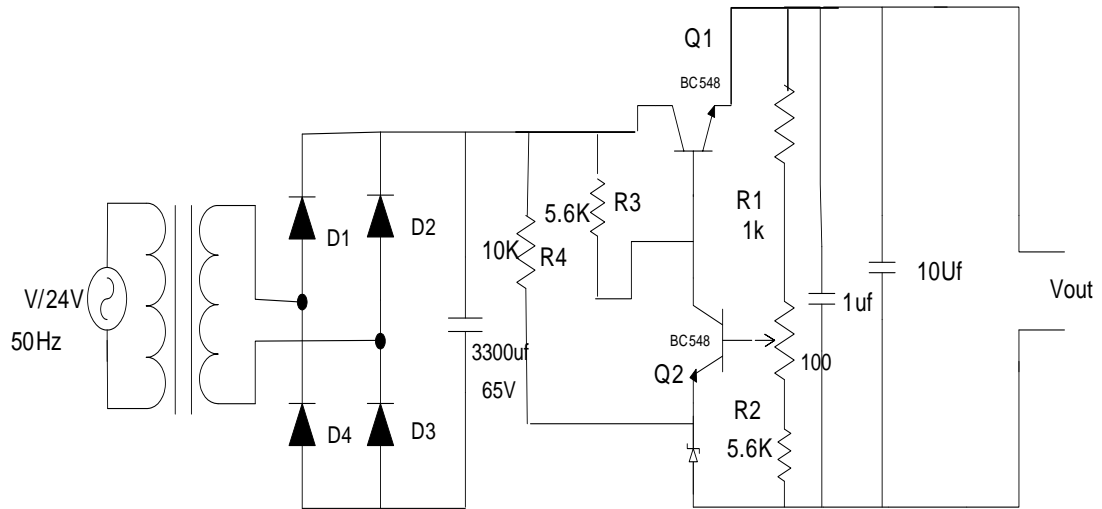 Q1
BC548
R3
5.6K
R1
1k
D1
D2
10K
R4
V/24V
50Hz
10Uf
Vout
1uf
3300uf
65V
BC548
100
Q2
D4
D3
R2
5.6K